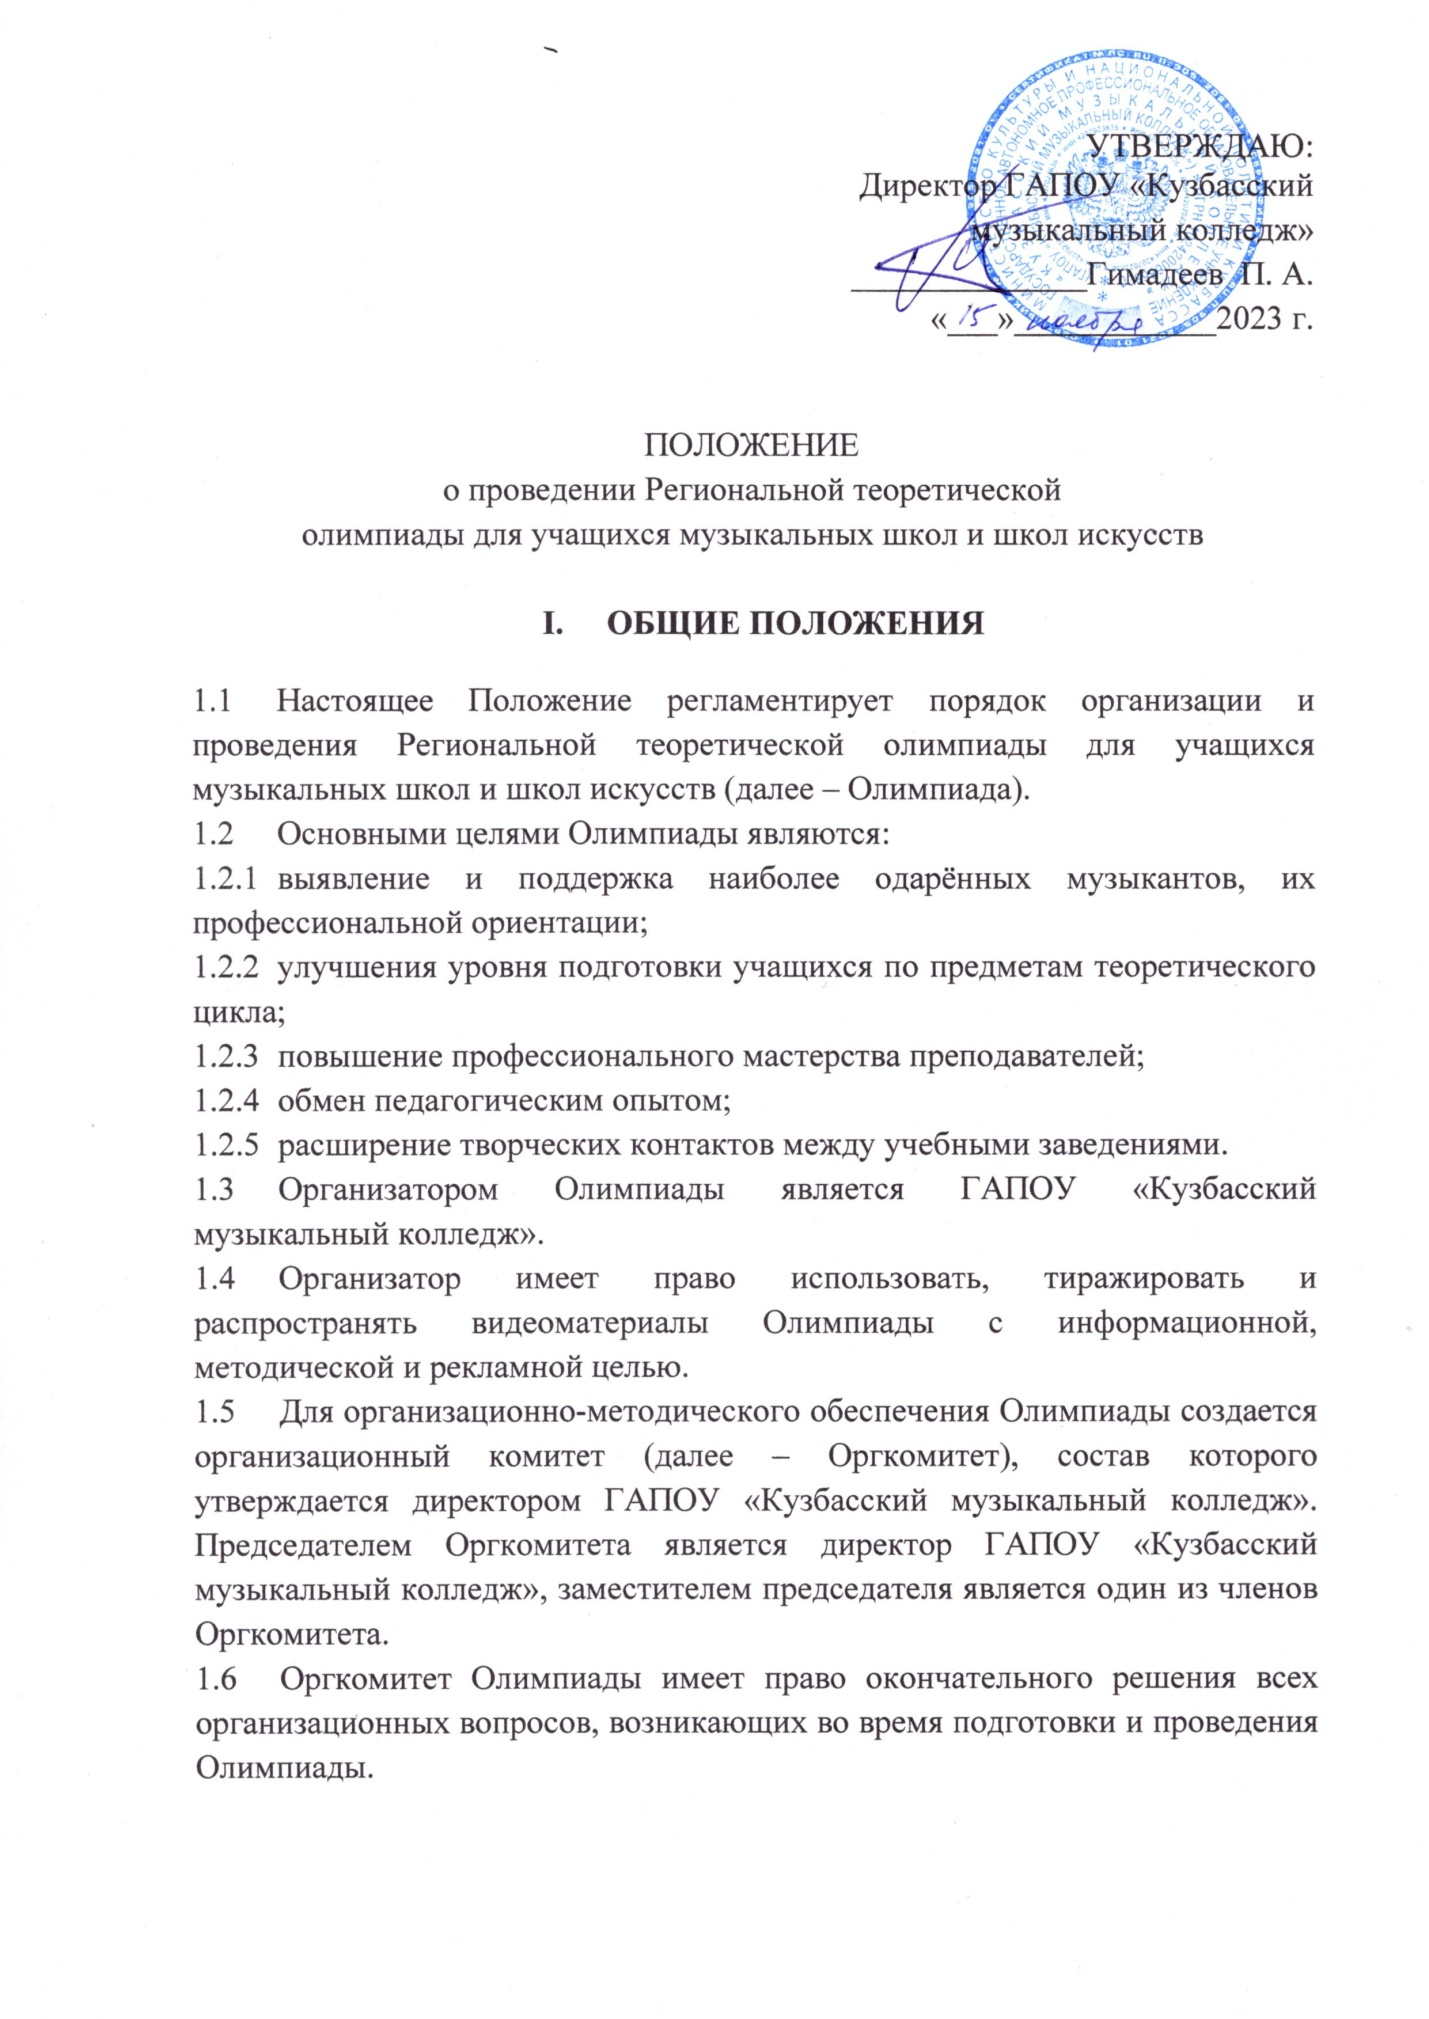 УТВЕРЖДАЮ:
Директор ГАПОУ «Кузбасский
музыкальный колледж»
______________Гимадеев П. А.
«15» ноября 2023 г.
ПОЛОЖЕНИЕ
о проведении Региональной теоретической
олимпиады для учащихся музыкальных школ и школ искусств
I. ОБЩИЕ ПОЛОЖЕНИЯ
1.1 Настоящее Положение регламентирует порядок организации и
проведения Региональной теоретической олимпиады для учащихся
музыкальных школ и школ искусств (далее – Олимпиада).
1.2 Основными целями Олимпиады являются:
1.2.1 выявление и поддержка наиболее одарённых музыкантов, их
профессиональной ориентации;
1.2.2 улучшения уровня подготовки учащихся по предметам теоретического
цикла;
1.2.3 повышение профессионального мастерства преподавателей;
1.2.4 обмен педагогическим опытом;
1.2.5 расширение творческих контактов между учебными заведениями.
1.3 Организатором Олимпиады является ГАПОУ «Кузбасский
музыкальный колледж».
1.4 Организатор имеет право использовать, тиражировать и
распространять видеоматериалы Олимпиады с информационной,
методической и рекламной целью.
1.5 Для организационно-методического обеспечения Олимпиады создается
организационный комитет (далее – Оргкомитет), состав которого
утверждается директором ГАПОУ «Кузбасский музыкальный колледж».
Председателем Оргкомитета является директор ГАПОУ «Кузбасский
музыкальный колледж», заместителем председателя является один из членов
Оргкомитета.
1.6 Оргкомитет Олимпиады имеет право окончательного решения всех
организационных вопросов, возникающих во время подготовки и проведения
Олимпиады.